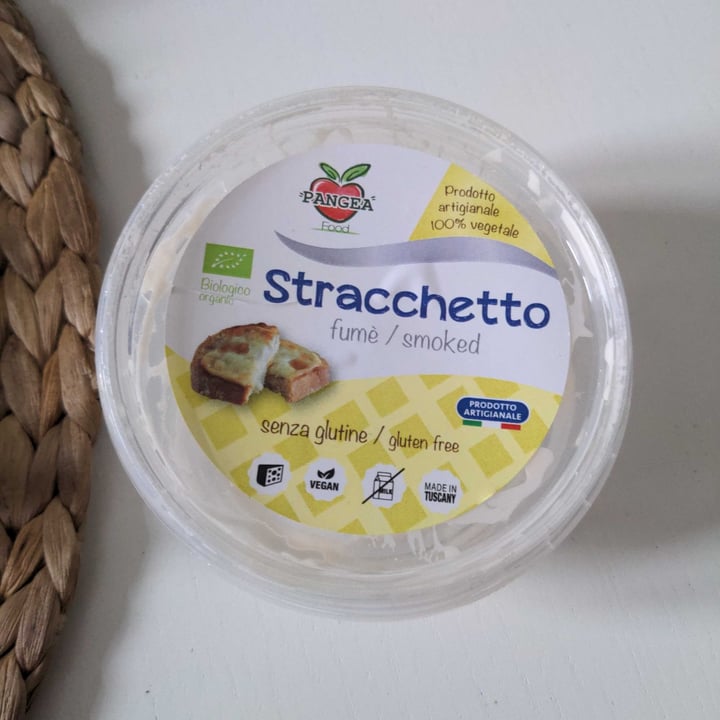 PANGEA
Food
Prodotto
artigianale
100% vegetale
Biologico
organic
Stracchetto
fumè / smoked
PRODOTTO
ARTIGIANALE
senza glutine / gluten free
VEGAN
MILK
MADE IN
TUSCANY